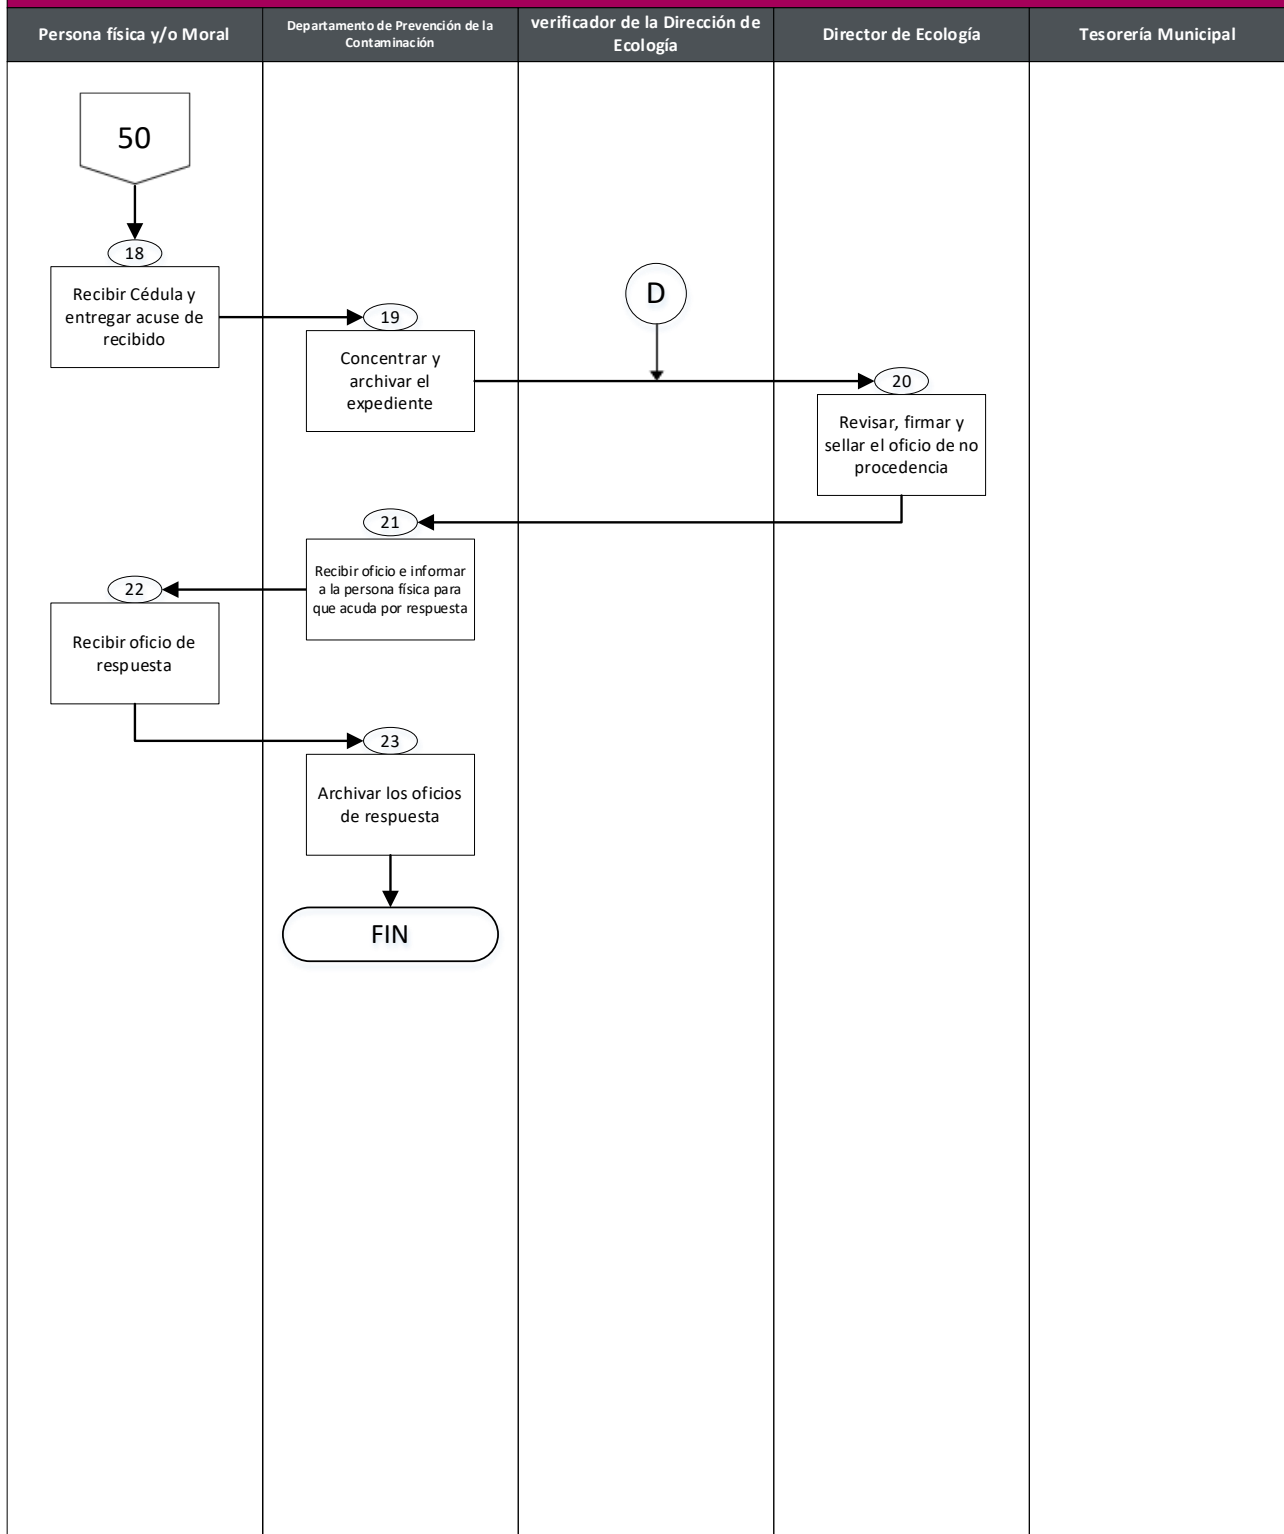 Persona física y/o Moral
Departamento de Prevención de la
Contaminación
verificador de la Dirección de
Ecología
Director de Ecología
Tesorería Municipal
50
18
Recibir Cédula y
entregar acuse de
recibido
19
Concentrar y
archivar el
expediente
D
20
Revisar, firmar y
sellar el oficio de no
procedencia
21
Recibir oficio e informar
a la persona física para
que acuda por respuesta
22
Recibir oficio de
respuesta
23
Archivar los oficios
de respuesta
FIN